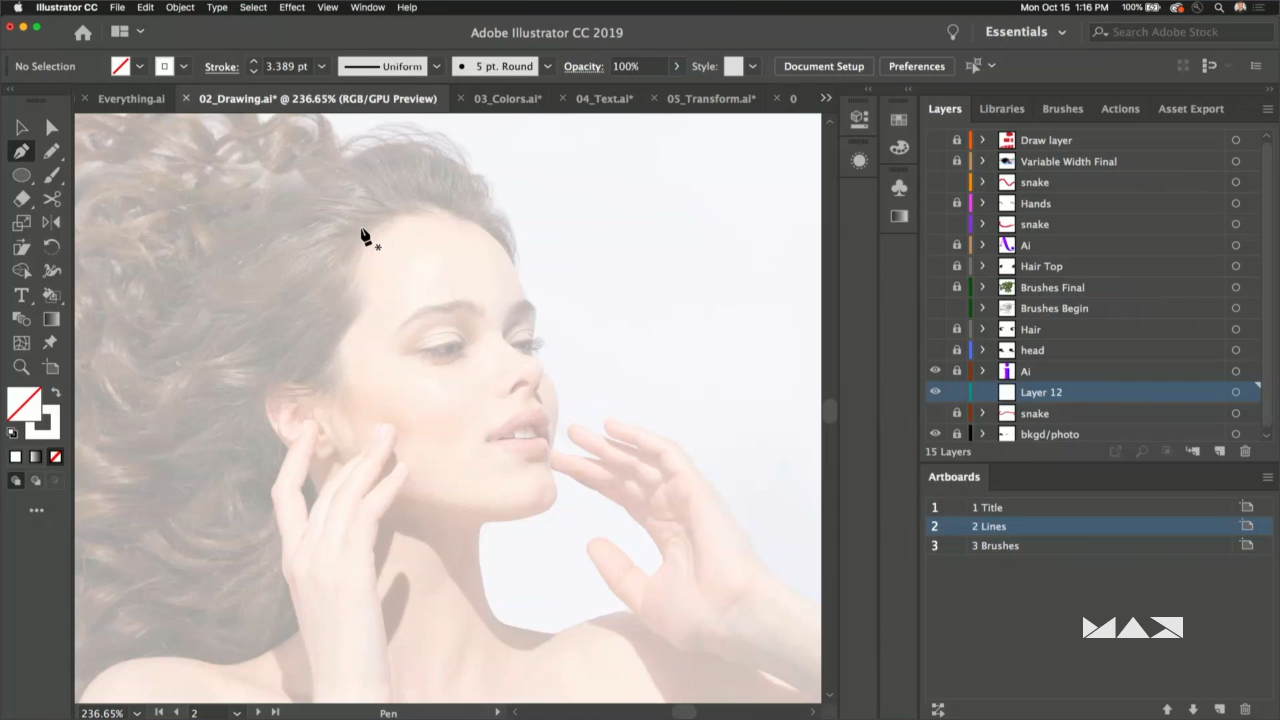 Illustrator CC File Edit Object Type Select Effect View Window Help Mon Oct 15 1:16 PM 100%
Adobe Illustrator CC 2019 Essentials Search Adobe Stock
No Selection Stroke: 3.389 pt Uniform 5 pt. Round Opacity: 100% Style: Document Setup Preferences
Everything.ai 02_Drawing.ai* @ 236.65% (RGB/GPU Preview) 03_Colors.ai* 04_Text.ai* 05_Transform.ai* 0
Layers Libraries Brushes Actions Asset Export
Draw layer
Variable Width Final
snake
Hands
snake
Ai
Hair Top
Brushes Final
Brushes Begin
Hair
head
Ai
Layer 12
snake
bkgd/photo
15 Layers
Artboards
1 1 Title
2 2 Lines
3 3 Brushes
MAX
236.65% 2 Pen